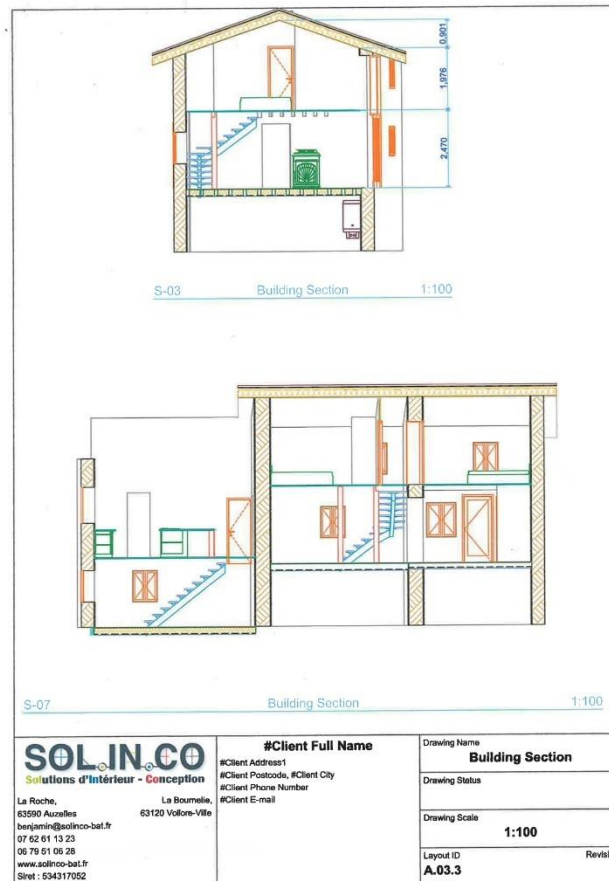 0,901
1,976
2,470
S-03 Building Section 1:100
S-07 Building Section 1:100
SOL.IN.CO
Solutions d'Intérieur - Conception
La Roche,
63590 Auzelles
La Bournelie,
63120 Vollore-Ville
benjamin@solinco-bat.fr
07 62 61 13 23
06 79 51 06 28
www.solinco-bat.fr
Siret : 534317052
#Client Full Name
#Client Address1
#Client Postcode, #Client City
#Client Phone Number
#Client E-mail
Drawing Name
Building Section
Drawing Status
Drawing Scale
1:100
Layout ID
A.03.3